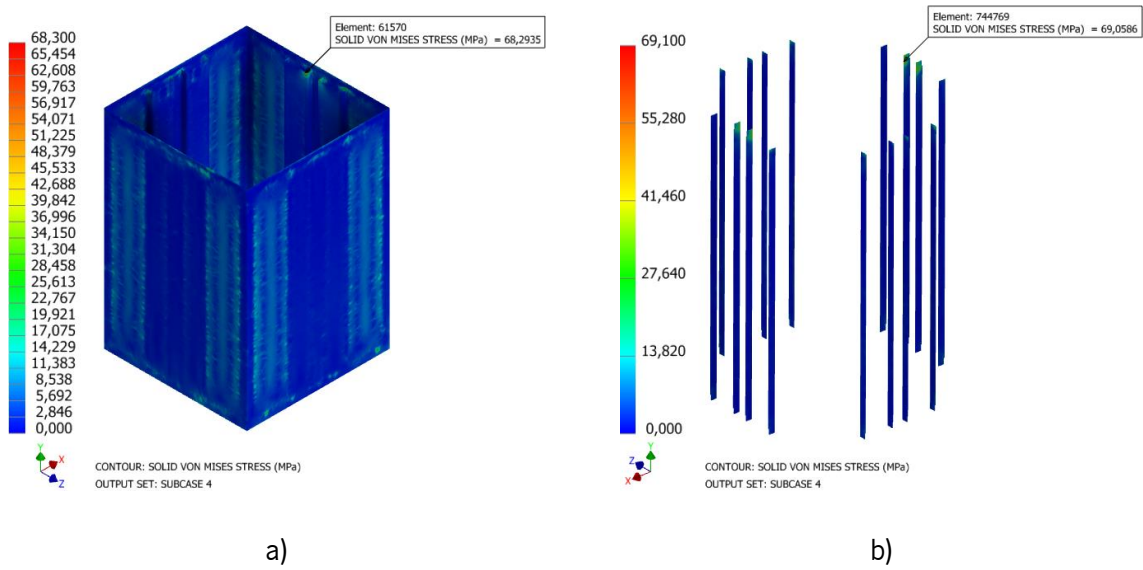 Element: 61570
SOLID VON MISES STRESS (MPa) = 68,2935
68,300
65,454
62,608
59,763
56,917
54,071
51,225
48,379
45,533
42,688
39,842
36,996
34,150
31,304
28,458
25,613
22,767
19,921
17,075
14,229
11,383
8,538
5,692
2,846
0,000
Y
X
Z
CONTOUR: SOLID VON MISES STRESS (MPa)
OUTPUT SET: SUBCASE 4
a)
Element: 744769
SOLID VON MISES STRESS (MPa) = 69,0586
69,100
55,280
41,460
27,640
13,820
0,000
Y
Z
X
CONTOUR: SOLID VON MISES STRESS (MPa)
OUTPUT SET: SUBCASE 4
b)